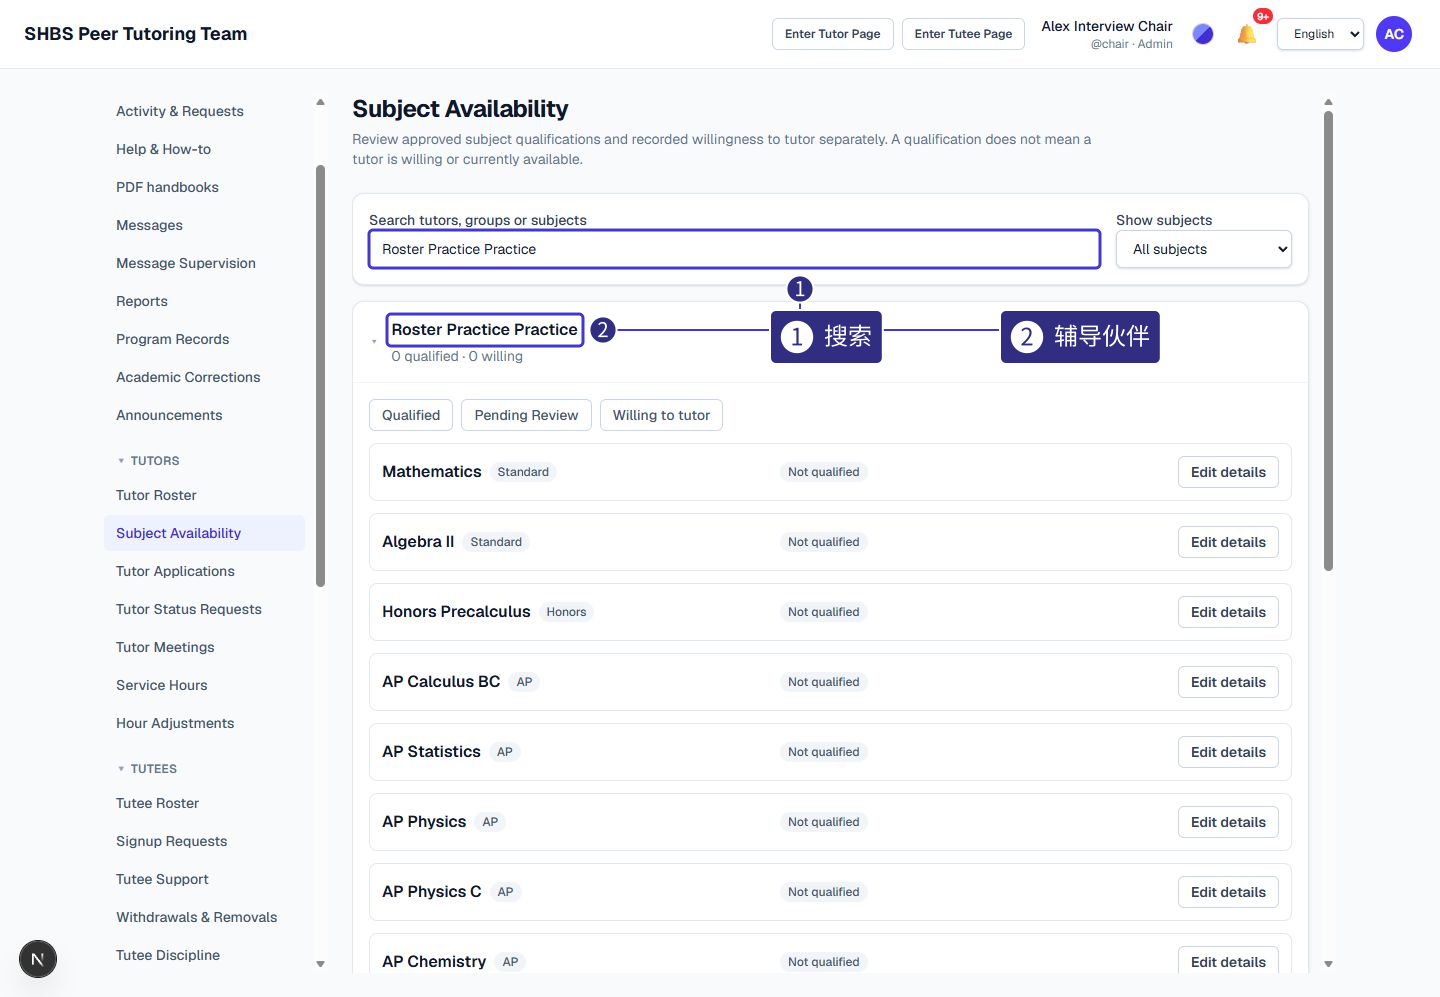 SHBS Peer Tutoring Team
Enter Tutor Page
Enter Tutee Page
Alex Interview Chair
@chair · Admin
9+
English
AC
Activity & Requests
Help & How-to
PDF handbooks
Messages
Message Supervision
Reports
Program Records
Academic Corrections
Announcements
TUTORS
Tutor Roster
Subject Availability
Tutor Applications
Tutor Status Requests
Tutor Meetings
Service Hours
Hour Adjustments
TUTEES
Tutee Roster
Signup Requests
Tutee Support
Withdrawals & Removals
Tutee Discipline
N
Subject Availability
Review approved subject qualifications and recorded willingness to tutor separately. A qualification does not mean a
tutor is willing or currently available.
Search tutors, groups or subjects
Show subjects
Roster Practice Practice
All subjects
1
Roster Practice Practice
2
1 搜索
2 辅导伙伴
0 qualified · 0 willing
Qualified
Pending Review
Willing to tutor
Mathematics Standard Not qualified Edit details
Algebra II Standard Not qualified Edit details
Honors Precalculus Honors Not qualified Edit details
AP Calculus BC AP Not qualified Edit details
AP Statistics AP Not qualified Edit details
AP Physics AP Not qualified Edit details
AP Physics C AP Not qualified Edit details
AP Chemistry AP Not qualified Edit details